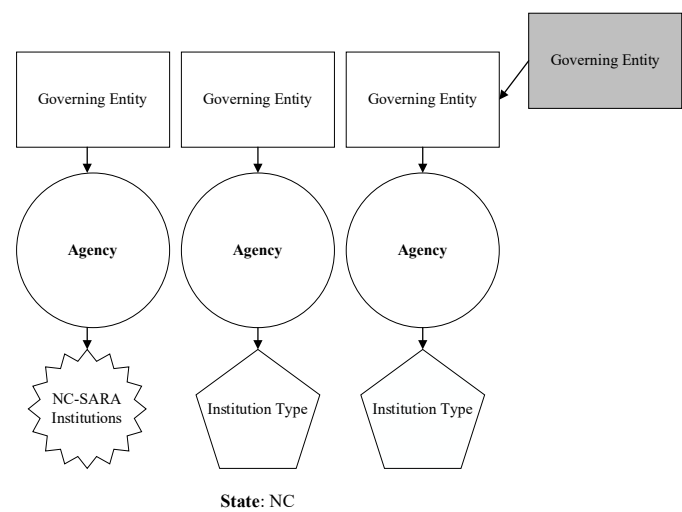 Governing Entity
Governing Entity
Governing Entity
Governing Entity
Agency
Agency
Agency
NC-SARA
Institutions
Institution Type
Institution Type
State: NC